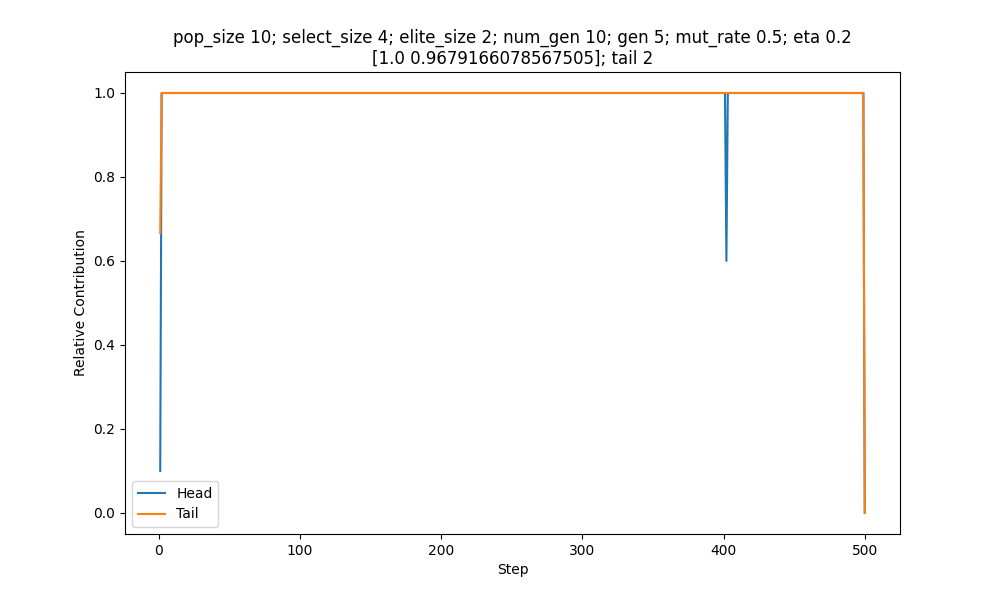 pop_size 10; select_size 4; elite_size 2; num_gen 10; gen 5; mut_rate 0.5; eta 0.2
[1.0 0.9679166078567505]; tail 2
Relative Contribution
1.0
0.8
0.6
0.4
0.2
0.0
Head
Tail
0
100
200
300
400
500
Step